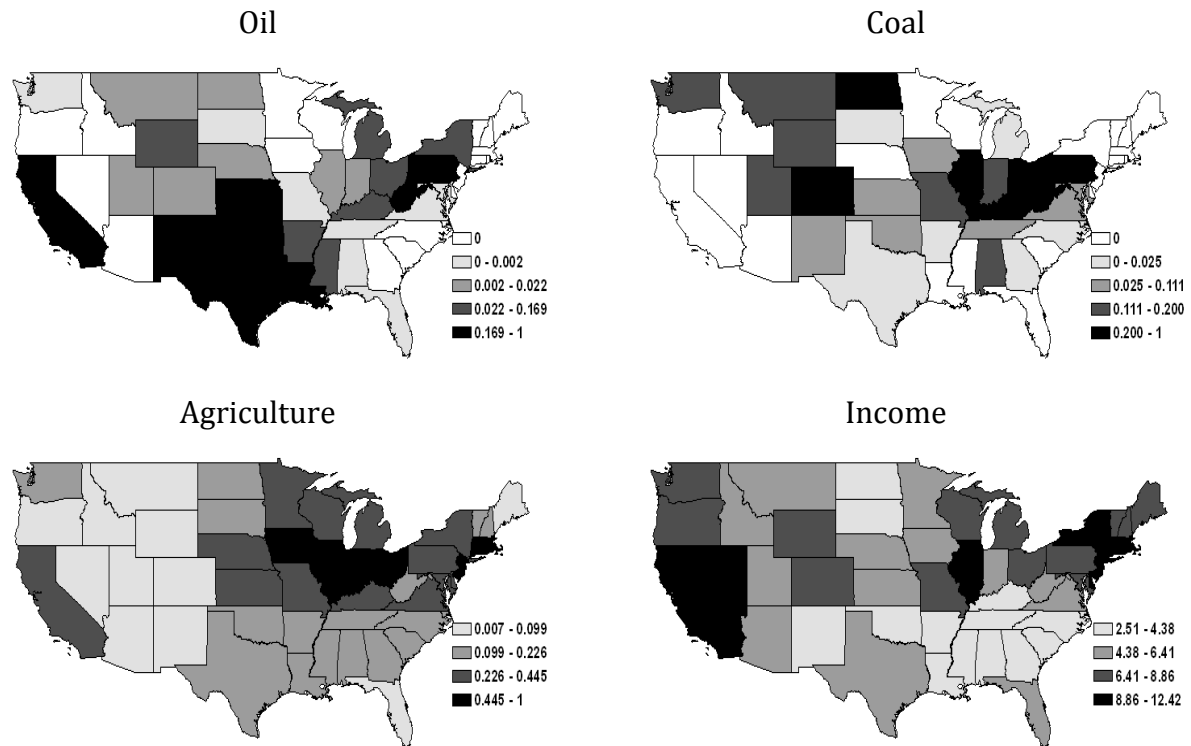 Oil
Coal
0
0 - 0.002
0.002 - 0.022
0.022 - 0.169
0.169 - 1
0
0 - 0.025
0.025 - 0.111
0.111 - 0.200
0.200 - 1
Agriculture
Income
0.007 - 0.099
0.099 - 0.226
0.226 - 0.445
0.445 - 1
2.51 - 4.38
4.38 - 6.41
6.41 - 8.86
8.86 - 12.42